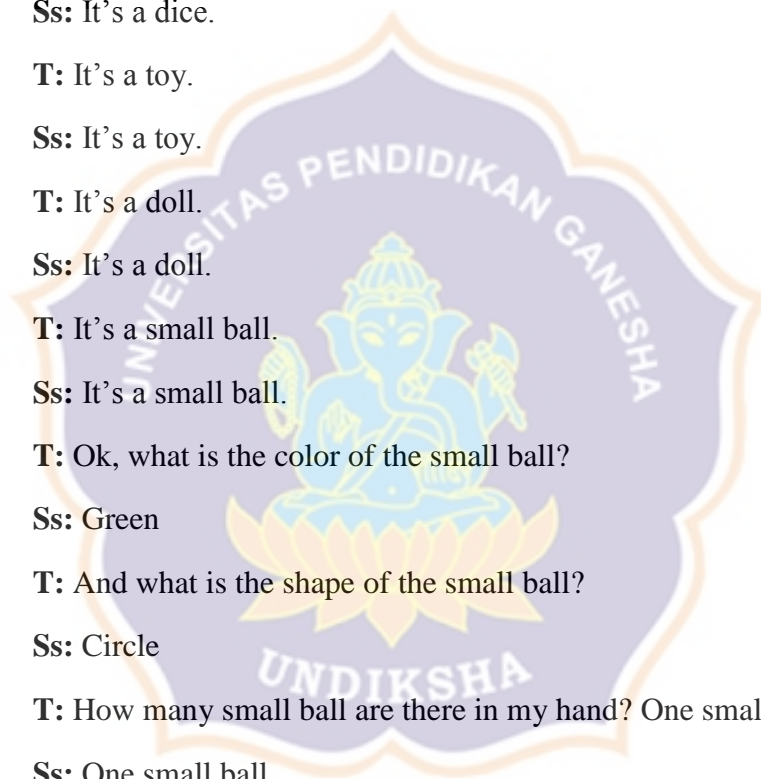 Ss: It's a dice.
T: It's a toy.
Ss: It's a toy.
T: It's a doll.
Ss: It's a doll.
T: It's a small ball.
Ss: It's a small ball.
T: Ok, what is the color of the small ball?
Ss: Green
T: And what is the shape of the small ball?
Ss: Circle
T: How many small ball are there in my hand? One smal
Ss: One small ball
UNIVERSITAS PENDIDIKAN GANESHA
UNDIKSHA